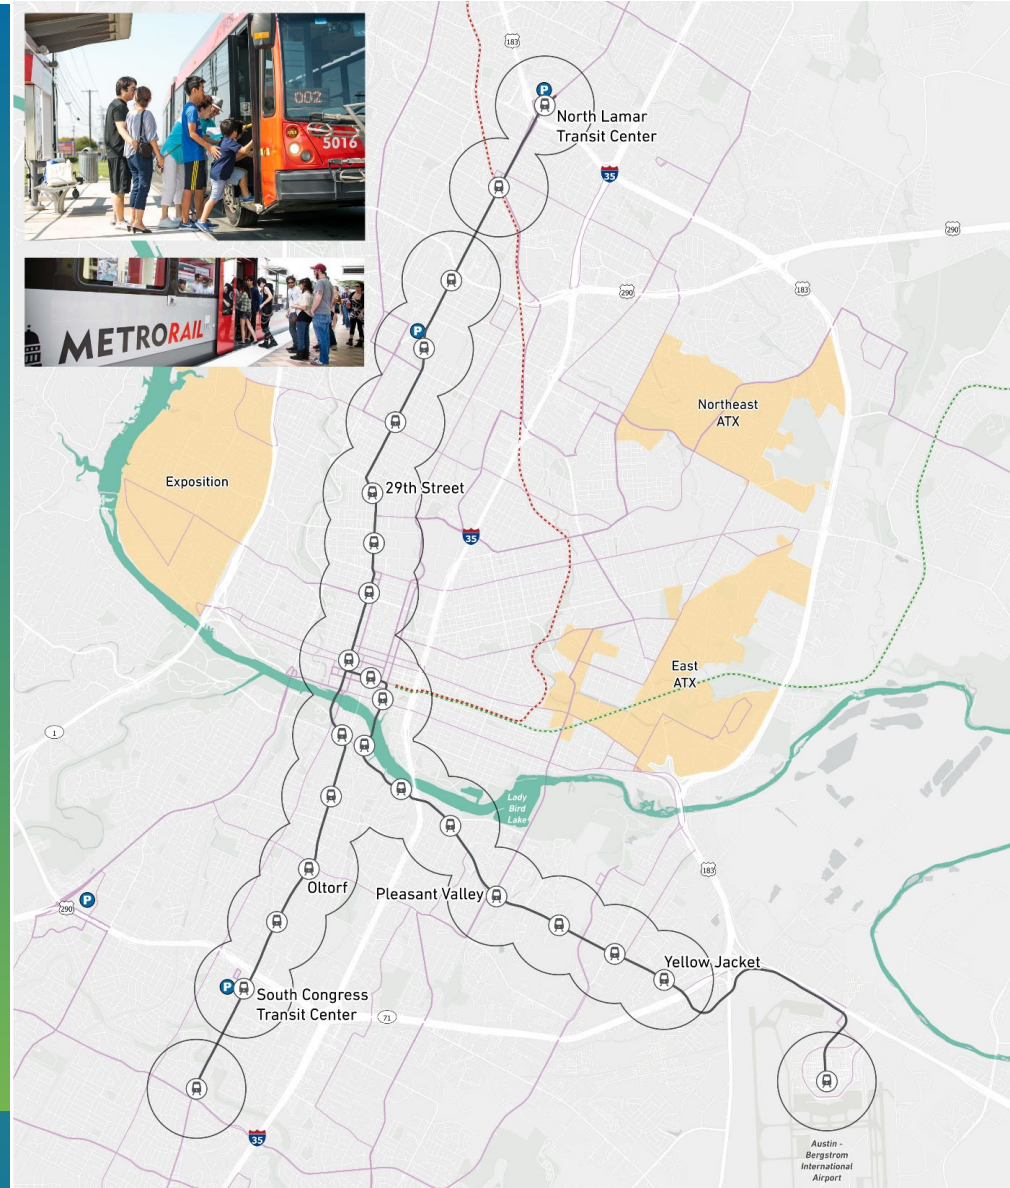 002
5016
METRORAIL
183
P
North Lamar
Transit Center
35
290
290
183
P
Northeast
ATX
Exposition
29th Street
35
East
ATX
1
Lady
Bird
Lake
183
Oltorf
Pleasant Valley
P
290
Yellow Jacket
P
South Congress
Transit Center
71
35
Austin -
Bergstrom
International
Airport